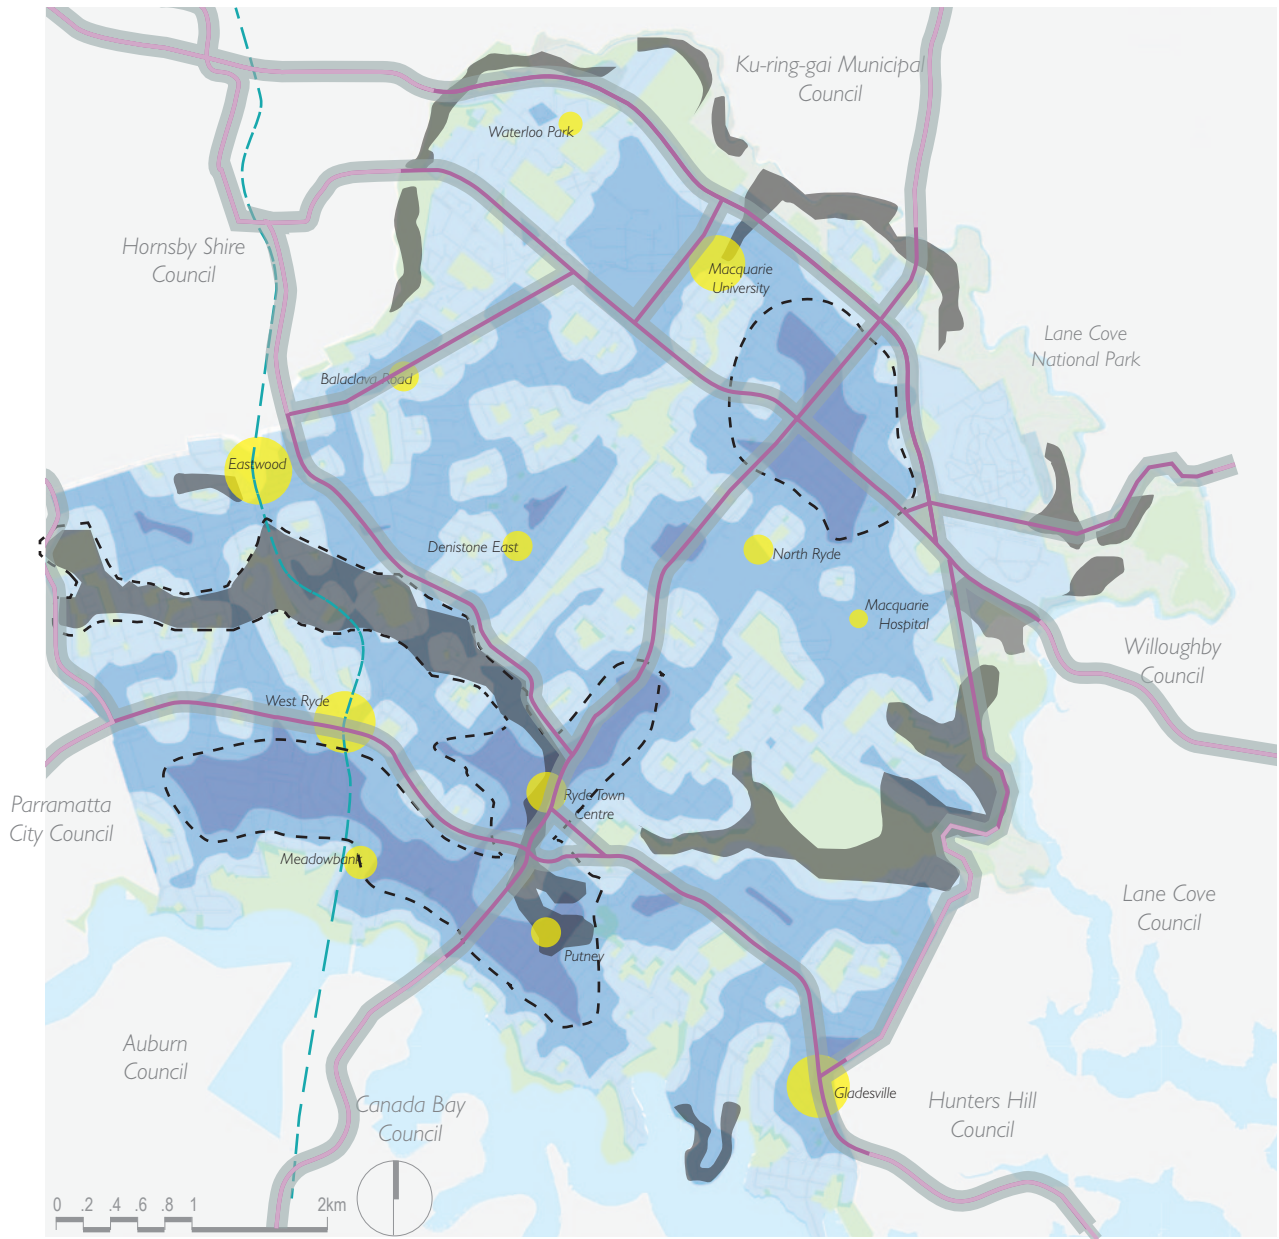 Ku-ring-gai Municipal
Council
Waterloo Park
Hornsby Shire
Council
Macquarie
University
Lane Cove
National Park
Balaclava Road
Eastwood
Denistone East
North Ryde
Macquarie
Hospital
Willoughby
Council
West Ryde
Parramatta
City Council
Ryde Town
Centre
Meadowbank
Lane Cove
Council
Putney
Auburn
Council
Canada Bay
Council
Gladesville
Hunters Hill
Council
0 .2 .4 .6 .8 1 2km